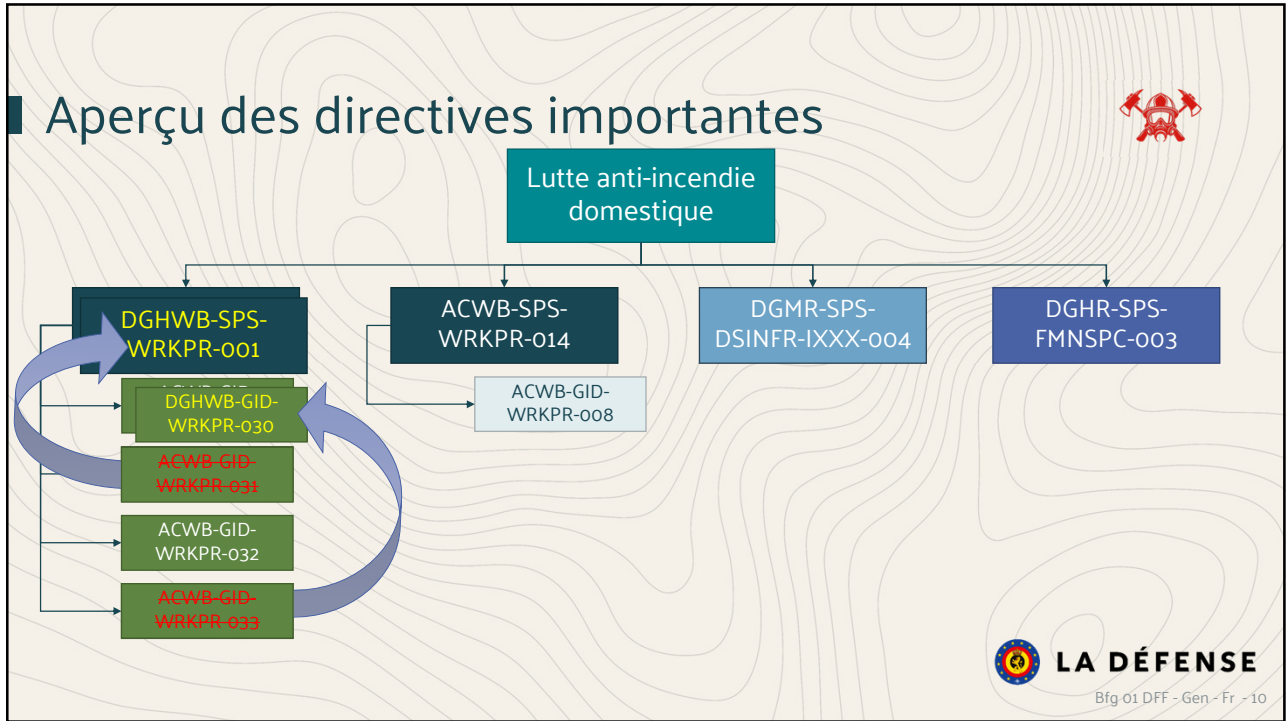 Aperçu des directives importantes
Lutte anti-incendie
domestique
DGHWB-SPS-
WRKPR-001
ACWB-SPS-
WRKPR-014
DGMR-SPS-
DSINFR-IXXX-004
DGHR-SPS-
FMNSPC-003
DGHWB-GID-
WRKPR-030
ACWB-GID-
WRKPR-008
ACWB-GID-
WRKPR-031
ACWB-GID-
WRKPR-032
ACWB-GID-
WRKPR-033
LA DÉFENSE
Bfg 01 DFF - Gen - Fr - 10